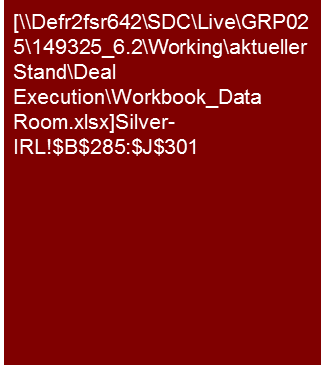 [\\Defr2fsr642\SDC\Live\GRP02
5\149325_6.2\Working\aktueller
Stand\Deal
Execution\Workbook_Data
Room.xlsx]Silver-
IRL!$B$285:$J$301